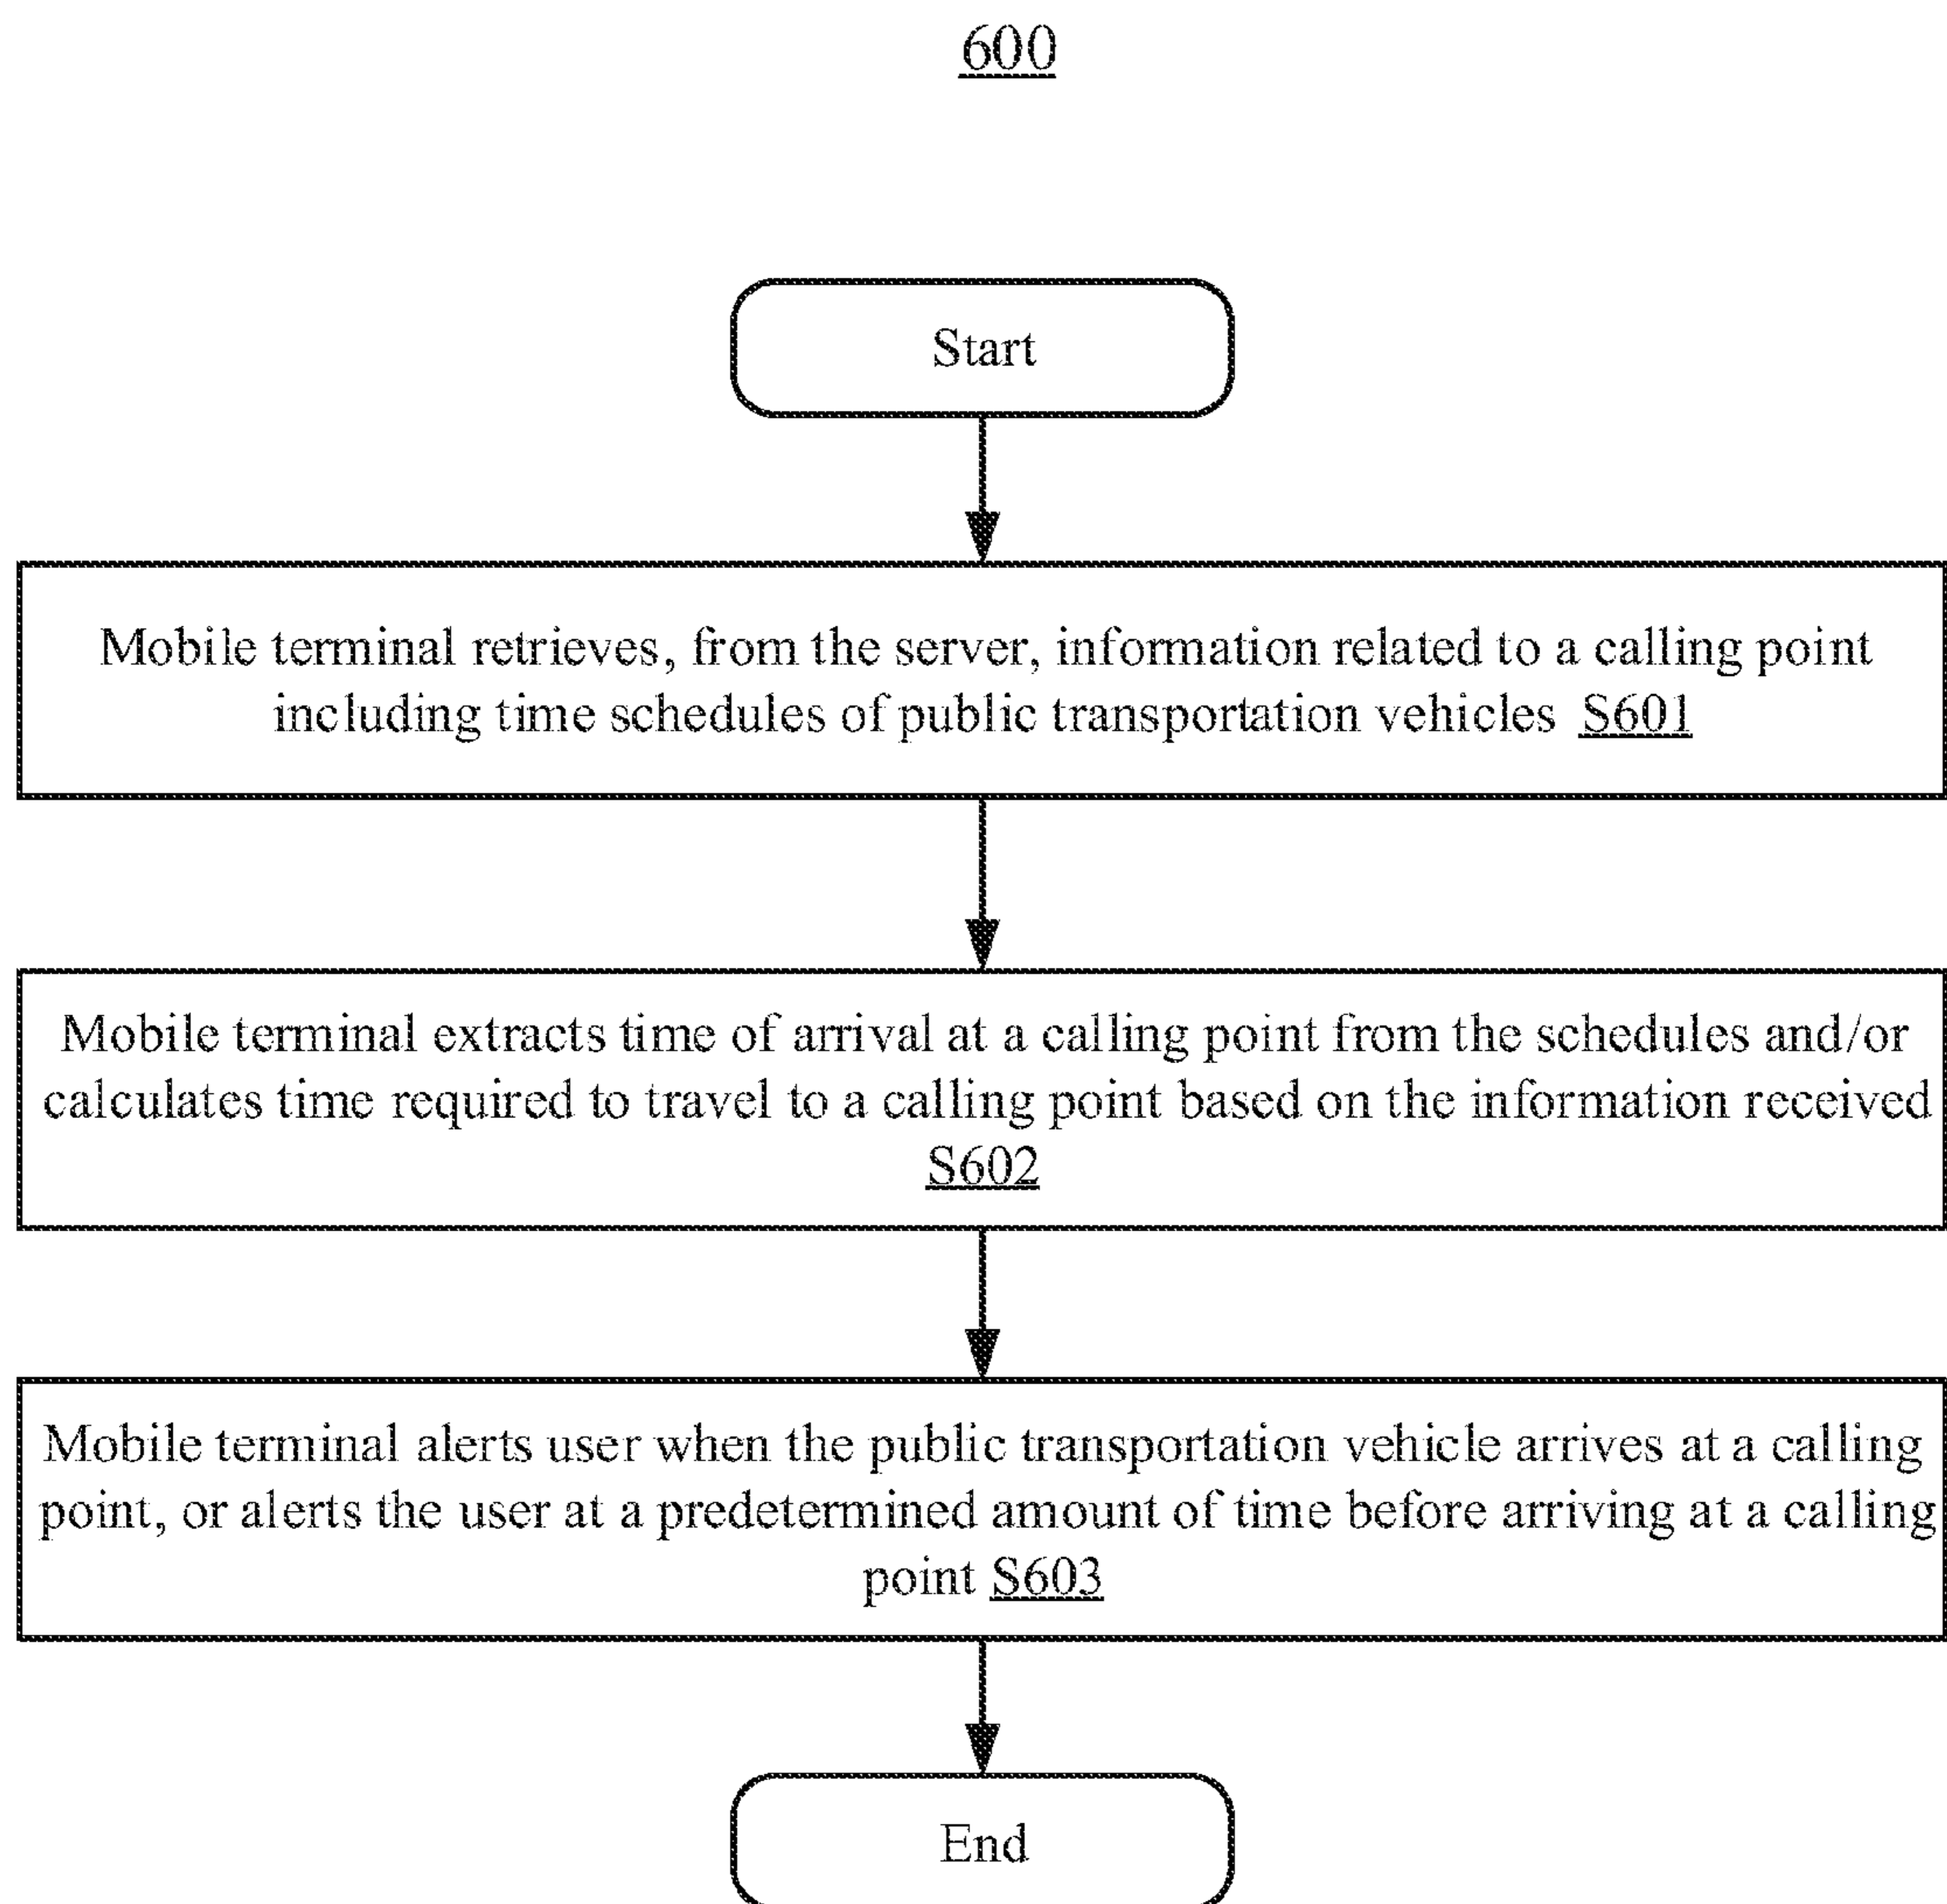 600
Start
Mobile terminal retrieves, from the server, information related to a calling point
including time schedules of public transportation vehicles S601
Mobile terminal extracts time of arrival at a calling point from the schedules and/or
calculates time required to travel to a calling point based on the information received
S602
Mobile terminal alerts user when the public transportation vehicle arrives at a calling
point, or alerts the user at a predetermined amount of time before arriving at a calling
point S603
End